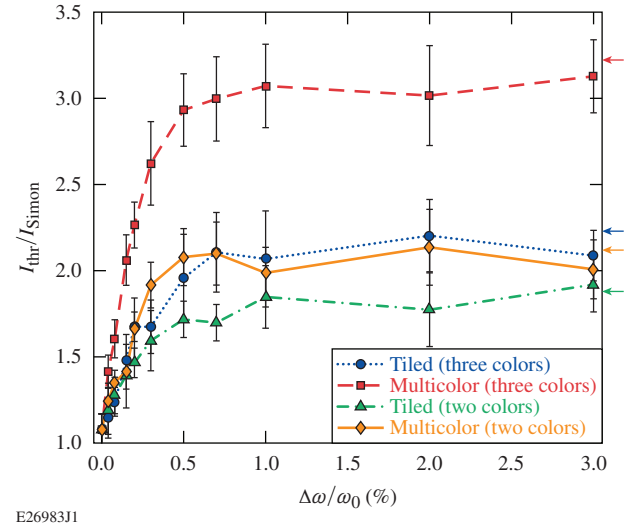 3.5
3.0
2.5
2.0
1.5
1.0
I_thr/I_Simon
0.0 0.5 1.0 1.5 2.0 2.5 3.0
Δω/ω₀ (%)
Tiled (three colors)
Multicolor (three colors)
Tiled (two colors)
Multicolor (two colors)
E26983J1